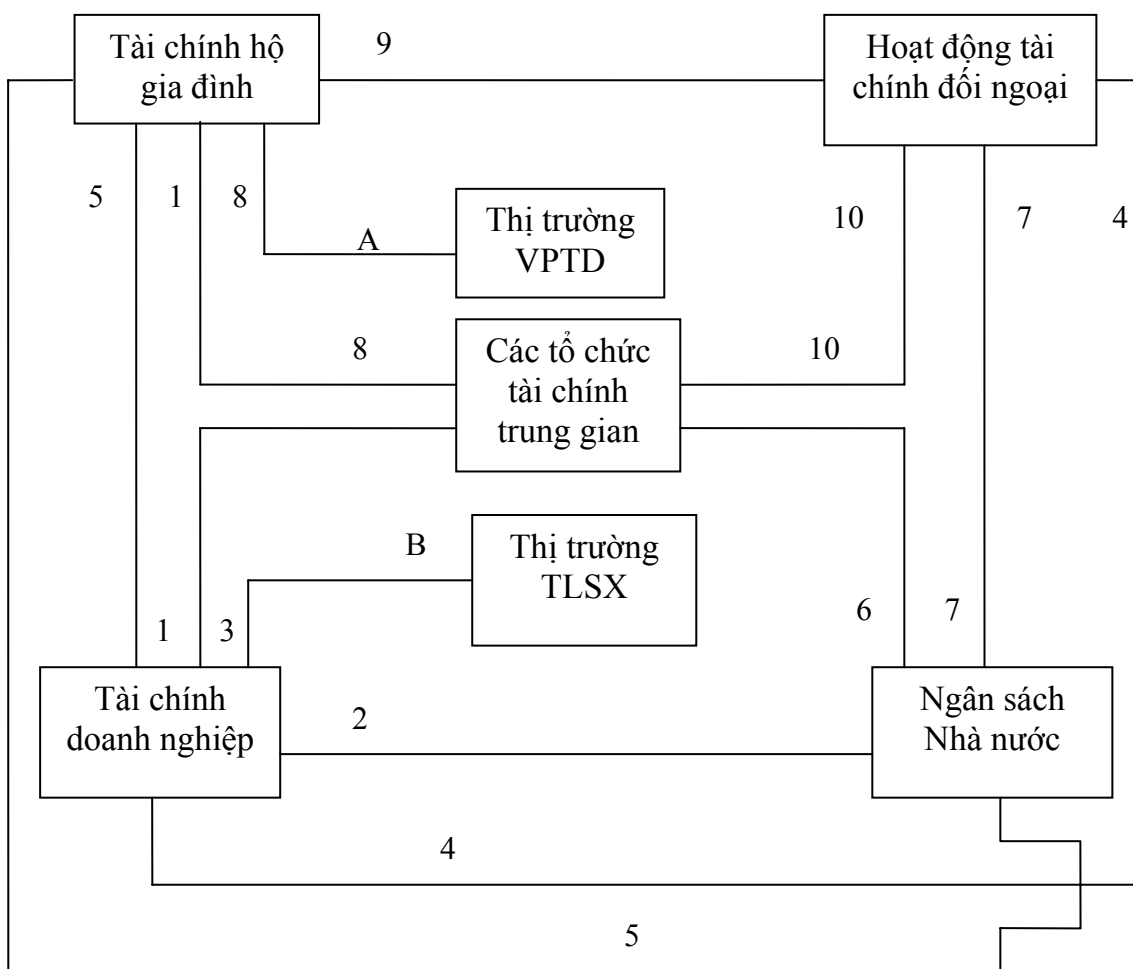 Tài chính hộ
gia đình
9
Hoạt động tài
chính đối ngoại
5
1
8
10
7
4
A
Thị trường
VPTD
8
Các tổ chức
tài chính
trung gian
10
B
Thị trường
TLSX
1
3
6
7
Tài chính
doanh nghiệp
2
Ngân sách
Nhà nước
4
5